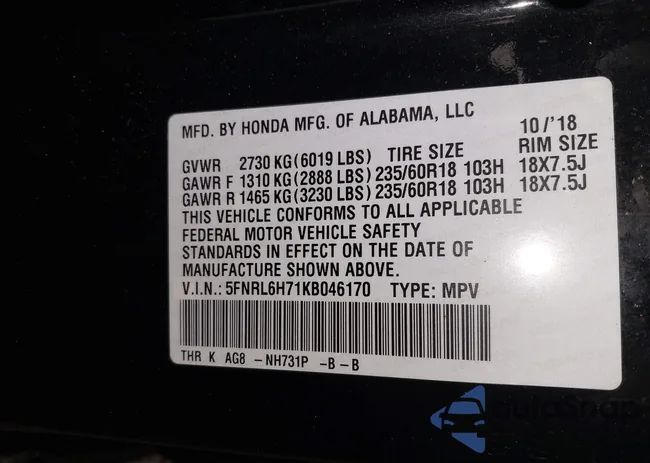 MFD. BY HONDA MFG. OF ALABAMA, LLC 10/'18
GVWR 2730 KG(6019 LBS) TIRE SIZE RIM SIZE
GAWR F 1310 KG(2888 LBS) 235/60R18 103H 18X7.5J
GAWR R 1465 KG(3230 LBS) 235/60R18 103H 18X7.5J
THIS VEHICLE CONFORMS TO ALL APPLICABLE
FEDERAL MOTOR VEHICLE SAFETY
STANDARDS IN EFFECT ON THE DATE OF
MANUFACTURE SHOWN ABOVE.
V.I.N.: 5FNRL6H71KB046170 TYPE: MPV
THR K AG8 -NH731P -B-B
autoSnap